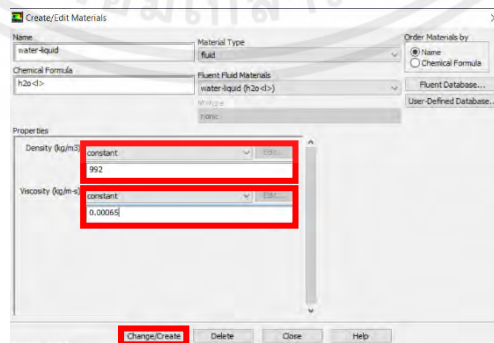 Create/Edit Materials
Name
water-liquid
Material Type
fluid
Order Materials by
Name
Chemical Formula
Chemical Formula
h2o<l>
Fluent Fluid Materials
water-liquid (h2o<l>)
Fluent Database...
User-Defined Database...
Mixture
none
Properties
Density (kg/m3)
constant
Edit...
992
Viscosity (kg/m-s)
constant
Edit...
0.00065
Change/Create
Delete
Close
Help